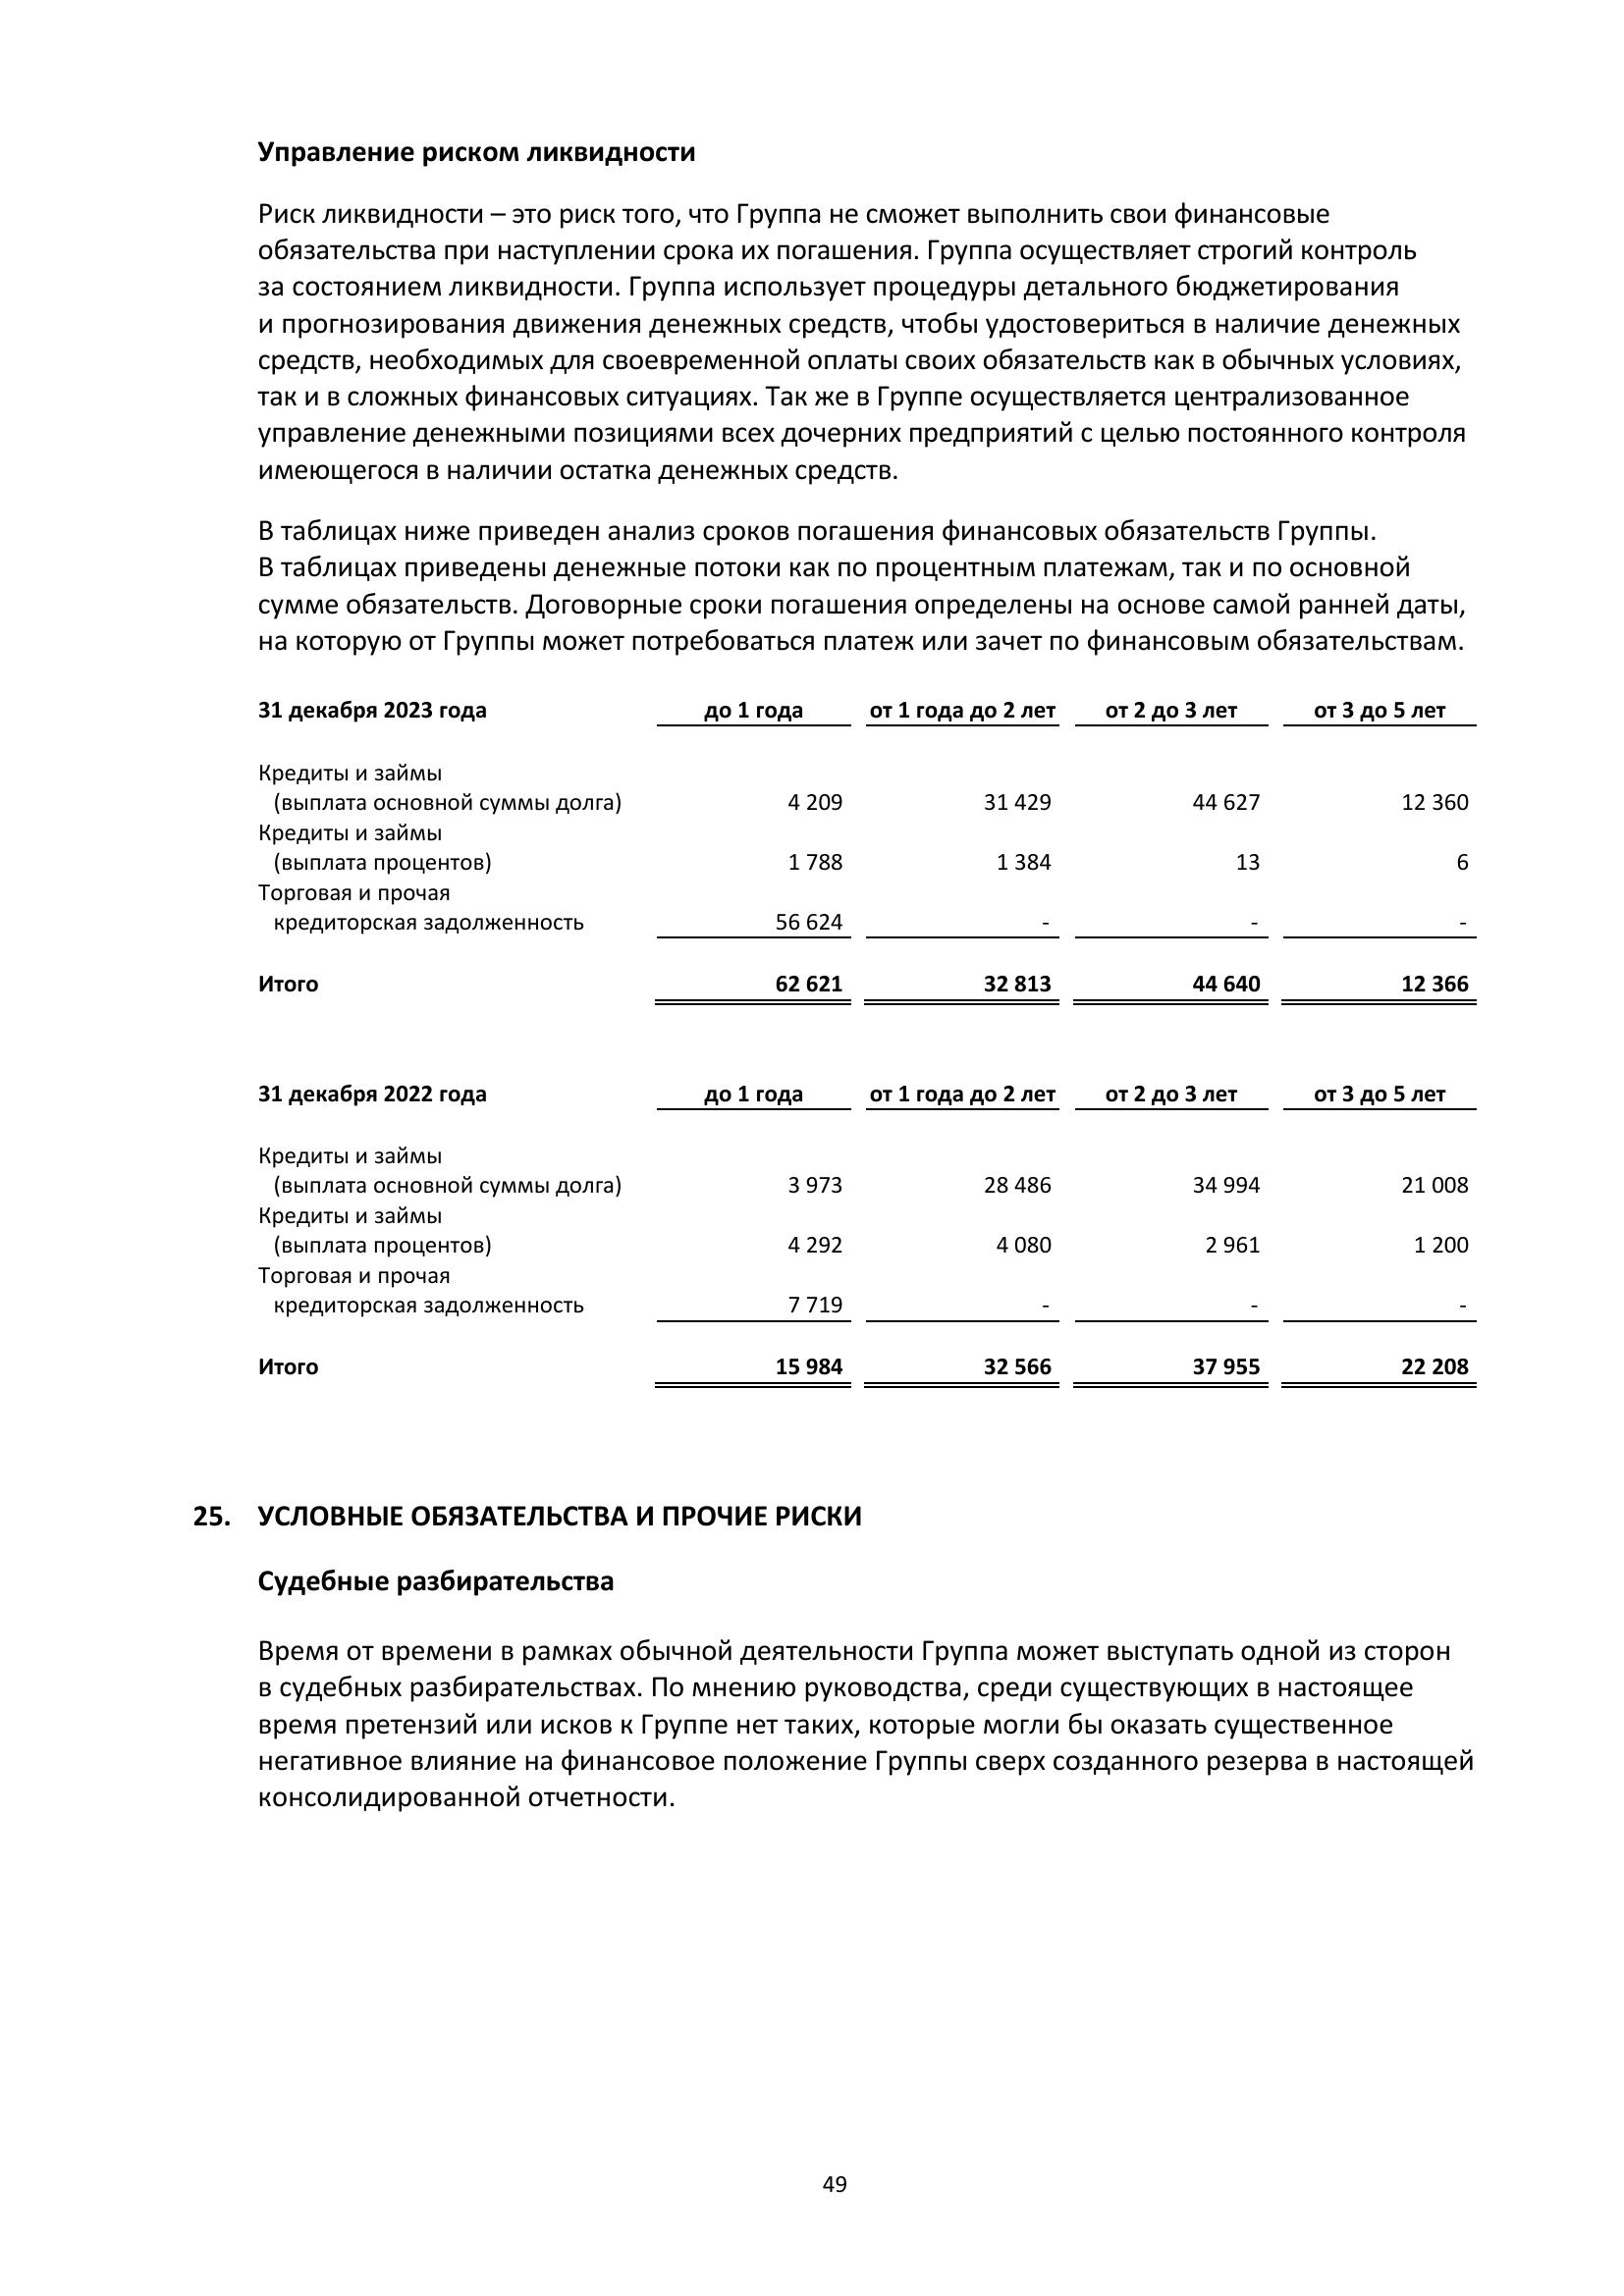 Управление риском ликвидности
Риск ликвидности – это риск того, что Группа не сможет выполнить свои финансовые
обязательства при наступлении срока их погашения. Группа осуществляет строгий контроль
за состоянием ликвидности. Группа использует процедуры детального бюджетирования
и прогнозирования движения денежных средств, чтобы удостовериться в наличие денежных
средств, необходимых для своевременной оплаты своих обязательств как в обычных условиях,
так и в сложных финансовых ситуациях. Так же в Группе осуществляется централизованное
управление денежными позициями всех дочерних предприятий с целью постоянного контроля
имеющегося в наличии остатка денежных средств.
В таблицах ниже приведен анализ сроков погашения финансовых обязательств Группы.
В таблицах приведены денежные потоки как по процентным платежам, так и по основной
сумме обязательств. Договорные сроки погашения определены на основе самой ранней даты,
на которую от Группы может потребоваться платеж или зачет по финансовым обязательствам.
31 декабря 2023 года до 1 года от 1 года до 2 лет от 2 до 3 лет от 3 до 5 лет
Кредиты и займы
(выплата основной суммы долга) 4 209 31 429 44 627 12 360
Кредиты и займы
(выплата процентов) 1 788 1 384 13 6
Торговая и прочая
кредиторская задолженность 56 624 - - -
Итого 62 621 32 813 44 640 12 366
31 декабря 2022 года до 1 года от 1 года до 2 лет от 2 до 3 лет от 3 до 5 лет
Кредиты и займы
(выплата основной суммы долга) 3 973 28 486 34 994 21 008
Кредиты и займы
(выплата процентов) 4 292 4 080 2 961 1 200
Торговая и прочая
кредиторская задолженность 7 719 - - -
Итого 15 984 32 566 37 955 22 208
25. УСЛОВНЫЕ ОБЯЗАТЕЛЬСТВА И ПРОЧИЕ РИСКИ
Судебные разбирательства
Время от времени в рамках обычной деятельности Группа может выступать одной из сторон
в судебных разбирательствах. По мнению руководства, среди существующих в настоящее
время претензий или исков к Группе нет таких, которые могли бы оказать существенное
негативное влияние на финансовое положение Группы сверх созданного резерва в настоящей
консолидированной отчетности.
49